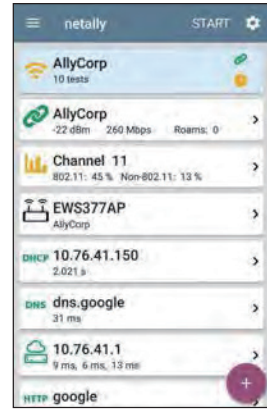 netally START
AllyCorp
10 tests
AllyCorp
-22 dBm 260 Mbps Roams: 0
Channel 11
802.11: 45 % Non-802.11: 13 %
EWS377AP
AllyCorp
DHCP 10.76.41.150
2.021 s
DNS dns.google
31 ms
10.76.41.1
9 ms, 6 ms, 13 ms
+
HTTP google